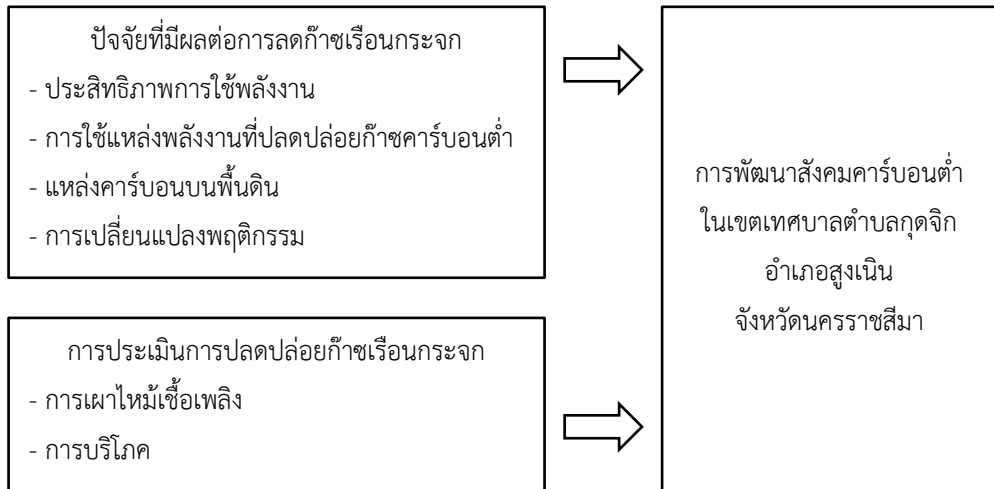 ปัจจัยที่มีผลต่อการลดก๊าซเรือนกระจก
- ประสิทธิภาพการใช้พลังงาน
- การใช้แหล่งพลังงานที่ปลดปล่อยก๊าซคาร์บอนต่ำ
- แหล่งคาร์บอนบนพื้นดิน
- การเปลี่ยนแปลงพฤติกรรม
การประเมินการปลดปล่อยก๊าซเรือนกระจก
- การเผาไหม้เชื้อเพลิง
- การบริโภค
การพัฒนาสังคมคาร์บอนต่ำ
ในเขตเทศบาลตำบลกุดจิก
อำเภอสูงเนิน
จังหวัดนครราชสีมา